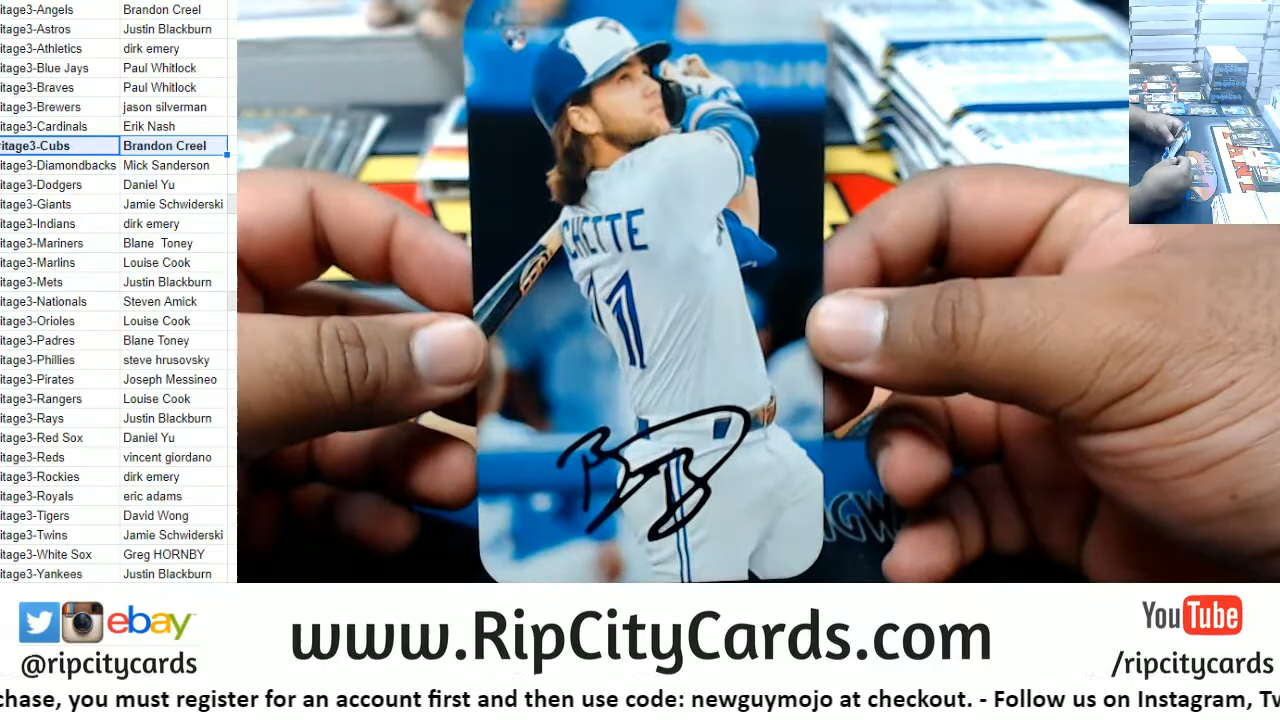 itage3-Angels Brandon Creel
itage3-Astros Justin Blackburn
itage3-Athletics dirk emery
itage3-Blue Jays Paul Whitlock
itage3-Braves Paul Whitlock
itage3-Brewers jason silverman
itage3-Cardinals Erik Nash
ritage3-Cubs Brandon Creel
itage3-Diamondbacks Mick Sanderson
itage3-Dodgers Daniel Yu
itage3-Giants Jamie Schwiderski
itage3-Indians dirk emery
itage3-Mariners Blane Toney
itage3-Marlins Louise Cook
itage3-Mets Justin Blackburn
itage3-Nationals Steven Amick
itage3-Orioles Louise Cook
itage3-Padres Blane Toney
itage3-Phillies steve hrusovsky
itage3-Pirates Joseph Messineo
itage3-Rangers Louise Cook
itage3-Rays Justin Blackburn
itage3-Red Sox Daniel Yu
itage3-Reds vincent giordano
itage3-Rockies dirk emery
itage3-Royals eric adams
itage3-Tigers David Wong
itage3-Twins Jamie Schwiderski
itage3-White Sox Greg HORNBY
itage3-Yankees Justin Blackburn
CHETTE
11
NGW
PANINI
ebay
@ripcitycards
www.RipCityCards.com
YouTube
/ripcitycards
chase, you must register for an account first and then use code: newguymojo at checkout. - Follow us on Instagram, Tw